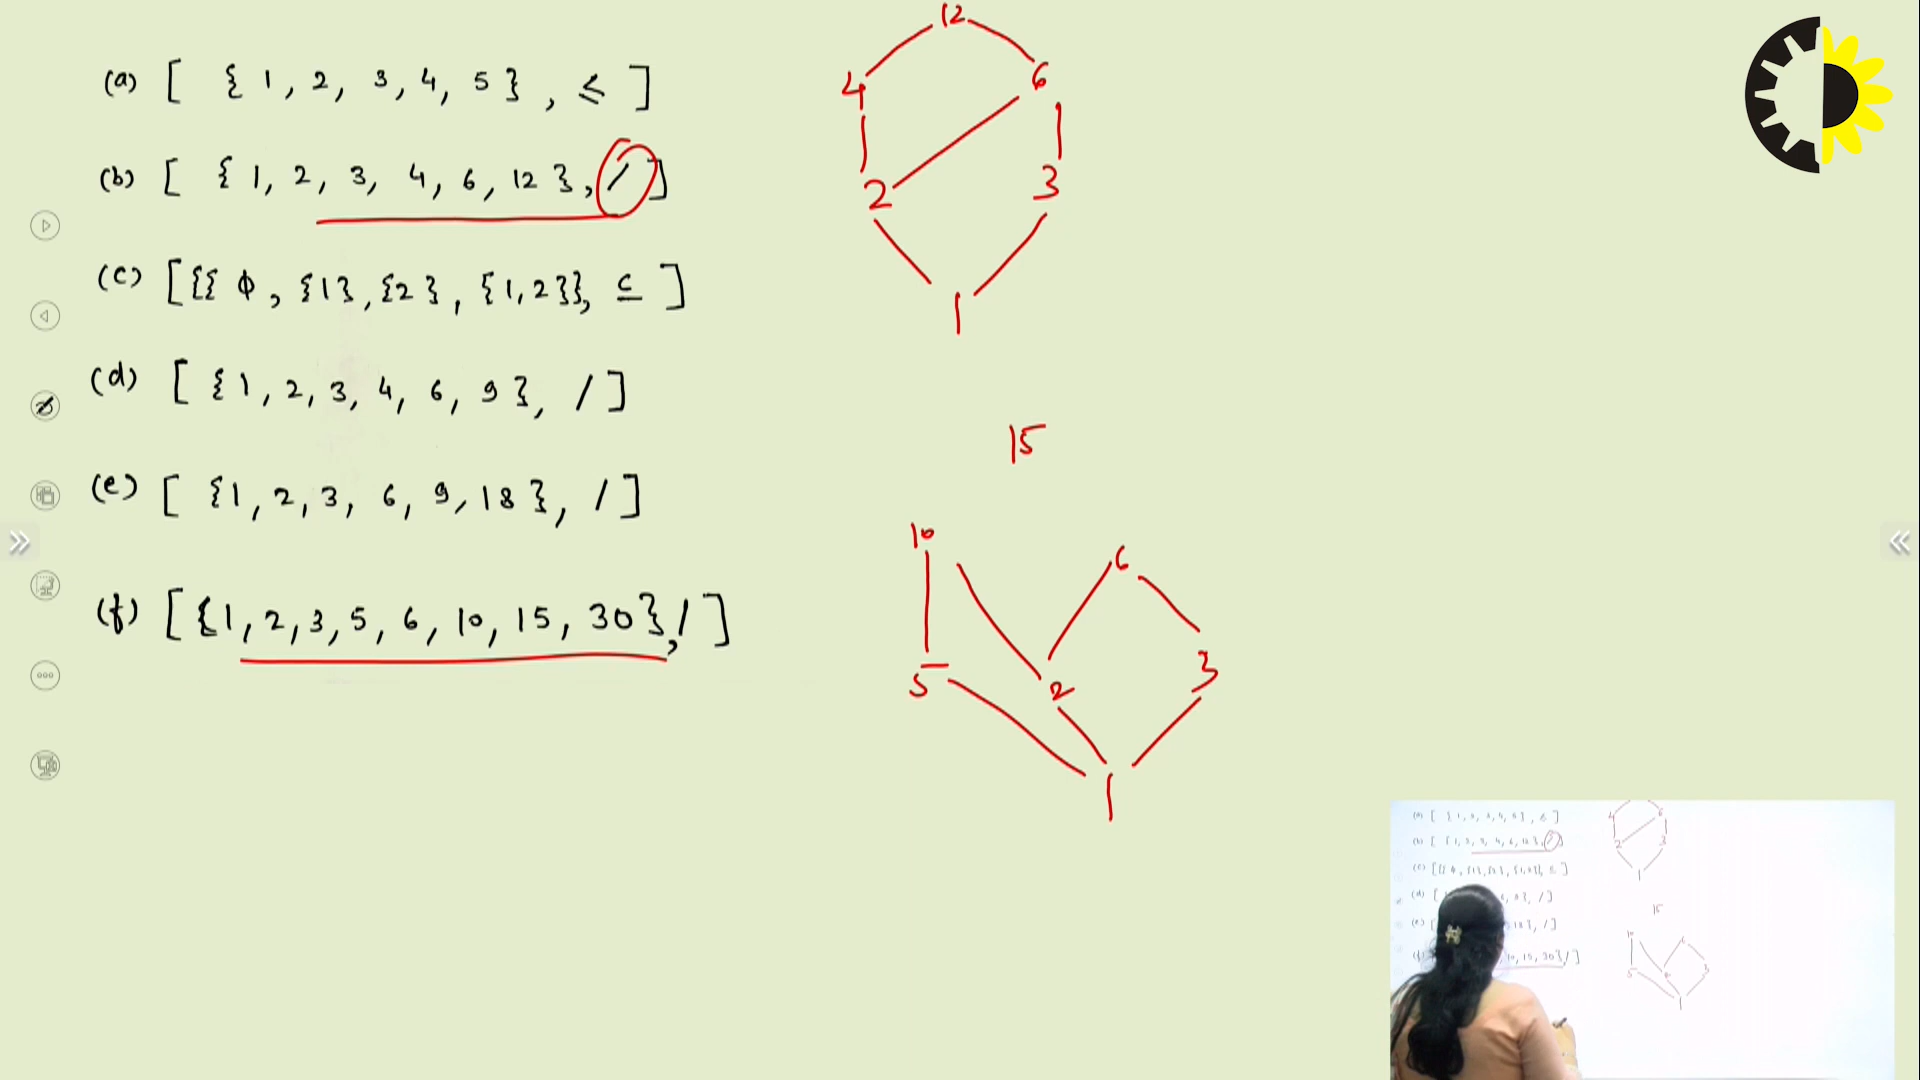 (a) [ { 1, 2, 3, 4, 5 } , ≤ ]
(b) [ { 1, 2, 3, 4, 6, 12 }, / ]
(c) [{{ ϕ, {1}, {2}, {1,2}}, ⊆ ]
(d) [ { 1, 2, 3, 4, 6, 9 }, / ]
(e) [ {1, 2, 3, 6, 9, 18 }, / ]
(f) [{1, 2, 3, 5, 6, 10, 15, 30}, / ]
12
4 6
2 3
1
15
10 6
5 2 3
1